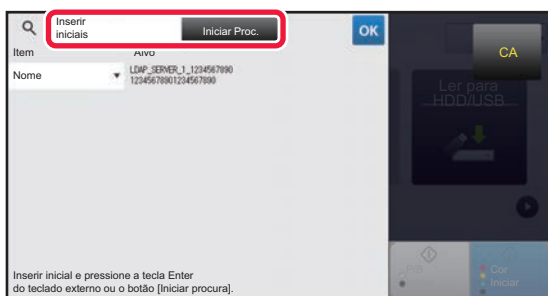 Inserir
iniciais
Iniciar Proc.
OK
CA
Item
Alvo
Nome
LDAP_SERVER_1_1234567890
12345678901234567890
Ler para
HDD/USB
P/B
Cor
Iniciar
Inserir inicial e pressione a tecla Enter
do teclado externo ou o botão [Iniciar procura].